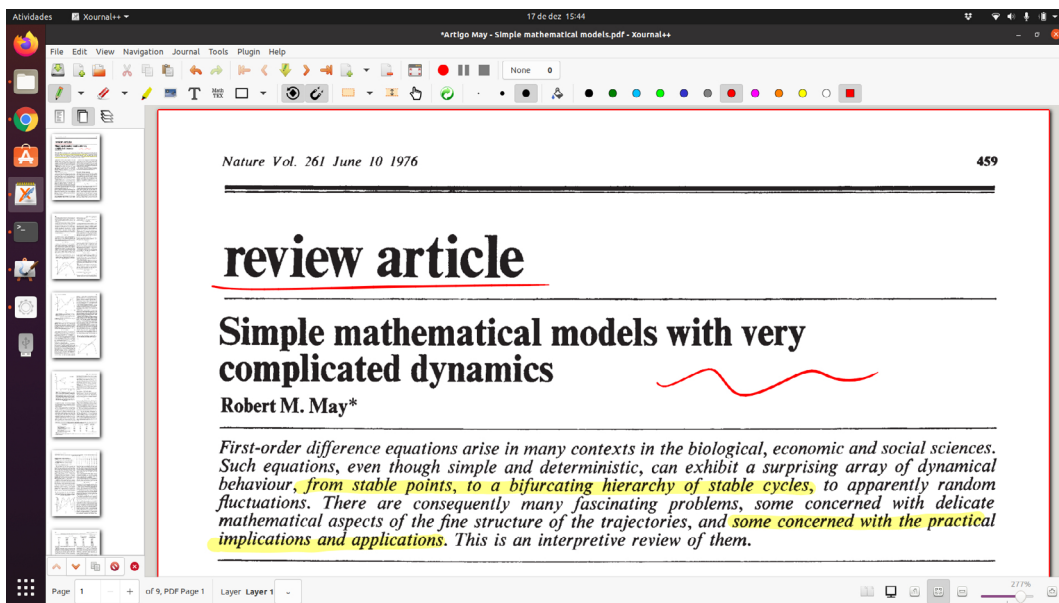 Atividades Xournal++ 17 de dez 15:44
*Artigo May - Simple mathematical models.pdf - Xournal++
File Edit View Navigation Journal Tools Plugin Help
None 0
T Math TEX
Nature Vol. 261 June 10 1976 459
review article
Simple mathematical models with very
complicated dynamics
Robert M. May*
First-order difference equations arise in many contexts in the biological, economic and social sciences.
Such equations, even though simple and deterministic, can exhibit a surprising array of dynamical
behaviour, from stable points, to a bifurcating hierarchy of stable cycles, to apparently random
fluctuations. There are consequently many fascinating problems, some concerned with delicate
mathematical aspects of the fine structure of the trajectories, and some concerned with the practical
implications and applications. This is an interpretive review of them.
Page 1 − + of 9, PDF Page 1 Layer Layer 1 277%